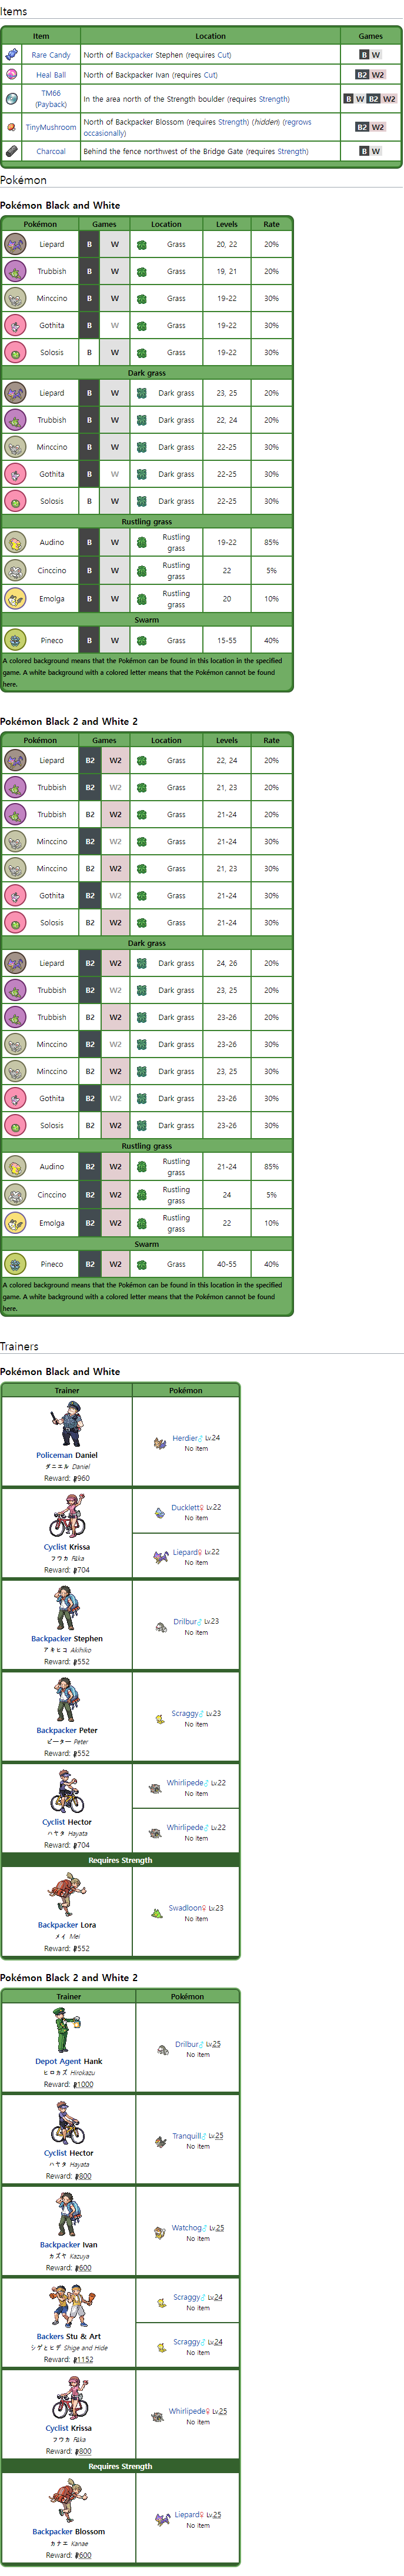 Items
Item Location Games
Rare Candy North of Backpacker Stephen (requires Cut) B W
Heal Ball North of Backpacker Ivan (requires Cut) B2 W2
TM66 (Payback) In the area north of the Strength boulder (requires Strength) B W B2 W2
TinyMushroom North of Backpacker Blossom (requires Strength) (hidden) (regrows
occasionally) B2 W2
Charcoal Behind the fence northwest of the Bridge Gate (requires Strength) B W
Pokémon
Pokémon Black and White
Pokémon Games Location Levels Rate
Liepard B W Grass 20, 22 20%
Trubbish B W Grass 19, 21 20%
Minccino B W Grass 19-22 30%
Gothita B W Grass 19-22 30%
Solosis B W Grass 19-22 30%
Dark grass
Liepard B W Dark grass 23, 25 20%
Trubbish B W Dark grass 22, 24 20%
Minccino B W Dark grass 22-25 30%
Gothita B W Dark grass 22-25 30%
Solosis B W Dark grass 22-25 30%
Rustling grass
Audino B W Rustling grass 19-22 85%
Cinccino B W Rustling grass 22 5%
Emolga B W Rustling grass 20 10%
Swarm
Pineco B W Grass 15-55 40%
A colored background means that the Pokémon can be found in this location in the specified
game. A white background with a colored letter means that the Pokémon cannot be found
here.
Pokémon Black 2 and White 2
Pokémon Games Location Levels Rate
Liepard B2 W2 Grass 22, 24 20%
Trubbish B2 W2 Grass 21, 23 20%
Trubbish B2 W2 Grass 21-24 20%
Minccino B2 W2 Grass 21-24 30%
Minccino B2 W2 Grass 21, 23 30%
Gothita B2 W2 Grass 21-24 30%
Solosis B2 W2 Grass 21-24 30%
Dark grass
Liepard B2 W2 Dark grass 24, 26 20%
Trubbish B2 W2 Dark grass 23, 25 20%
Trubbish B2 W2 Dark grass 23-26 20%
Minccino B2 W2 Dark grass 23-26 30%
Minccino B2 W2 Dark grass 23, 25 30%
Gothita B2 W2 Dark grass 23-26 30%
Solosis B2 W2 Dark grass 23-26 30%
Rustling grass
Audino B2 W2 Rustling grass 21-24 85%
Cinccino B2 W2 Rustling grass 24 5%
Emolga B2 W2 Rustling grass 22 10%
Swarm
Pineco B2 W2 Grass 40-55 40%
A colored background means that the Pokémon can be found in this location in the specified
game. A white background with a colored letter means that the Pokémon cannot be found
here.
Trainers
Pokémon Black and White
Trainer Pokémon
Policeman Daniel
ダニエル Daniel
Reward: 960
Herdier♂ Lv.24
No item
Cyclist Krissa
フウカ Fūka
Reward: 704
Ducklett♀ Lv.22
No item
Liepard♀ Lv.22
No item
Backpacker Stephen
アキヒコ Akihiko
Reward: 552
Drilbur♂ Lv.23
No item
Backpacker Peter
ピーター Peter
Reward: 552
Scraggy♂ Lv.23
No item
Cyclist Hector
ハヤタ Hayata
Reward: 704
Whirlipede♂ Lv.22
No item
Whirlipede♂ Lv.22
No item
Requires Strength
Backpacker Lora
メイ Mei
Reward: 552
Swadloon♀ Lv.23
No item
Pokémon Black 2 and White 2
Trainer Pokémon
Depot Agent Hank
ヒロカズ Hirokazu
Reward: 1000
Drilbur♂ Lv.25
No item
Cyclist Hector
ハヤタ Hayata
Reward: 800
Tranquill♂ Lv.25
No item
Backpacker Ivan
カズヤ Kazuya
Reward: 600
Watchog♂ Lv.25
No item
Backers Stu & Art
シゲとヒデ Shige and Hide
Reward: 1152
Scraggy♂ Lv.24
No item
Scraggy♂ Lv.24
No item
Cyclist Krissa
フウカ Fūka
Reward: 800
Whirlipede♀ Lv.25
No item
Requires Strength
Backpacker Blossom
カナエ Kanae
Reward: 600
Liepard♀ Lv.25
No item